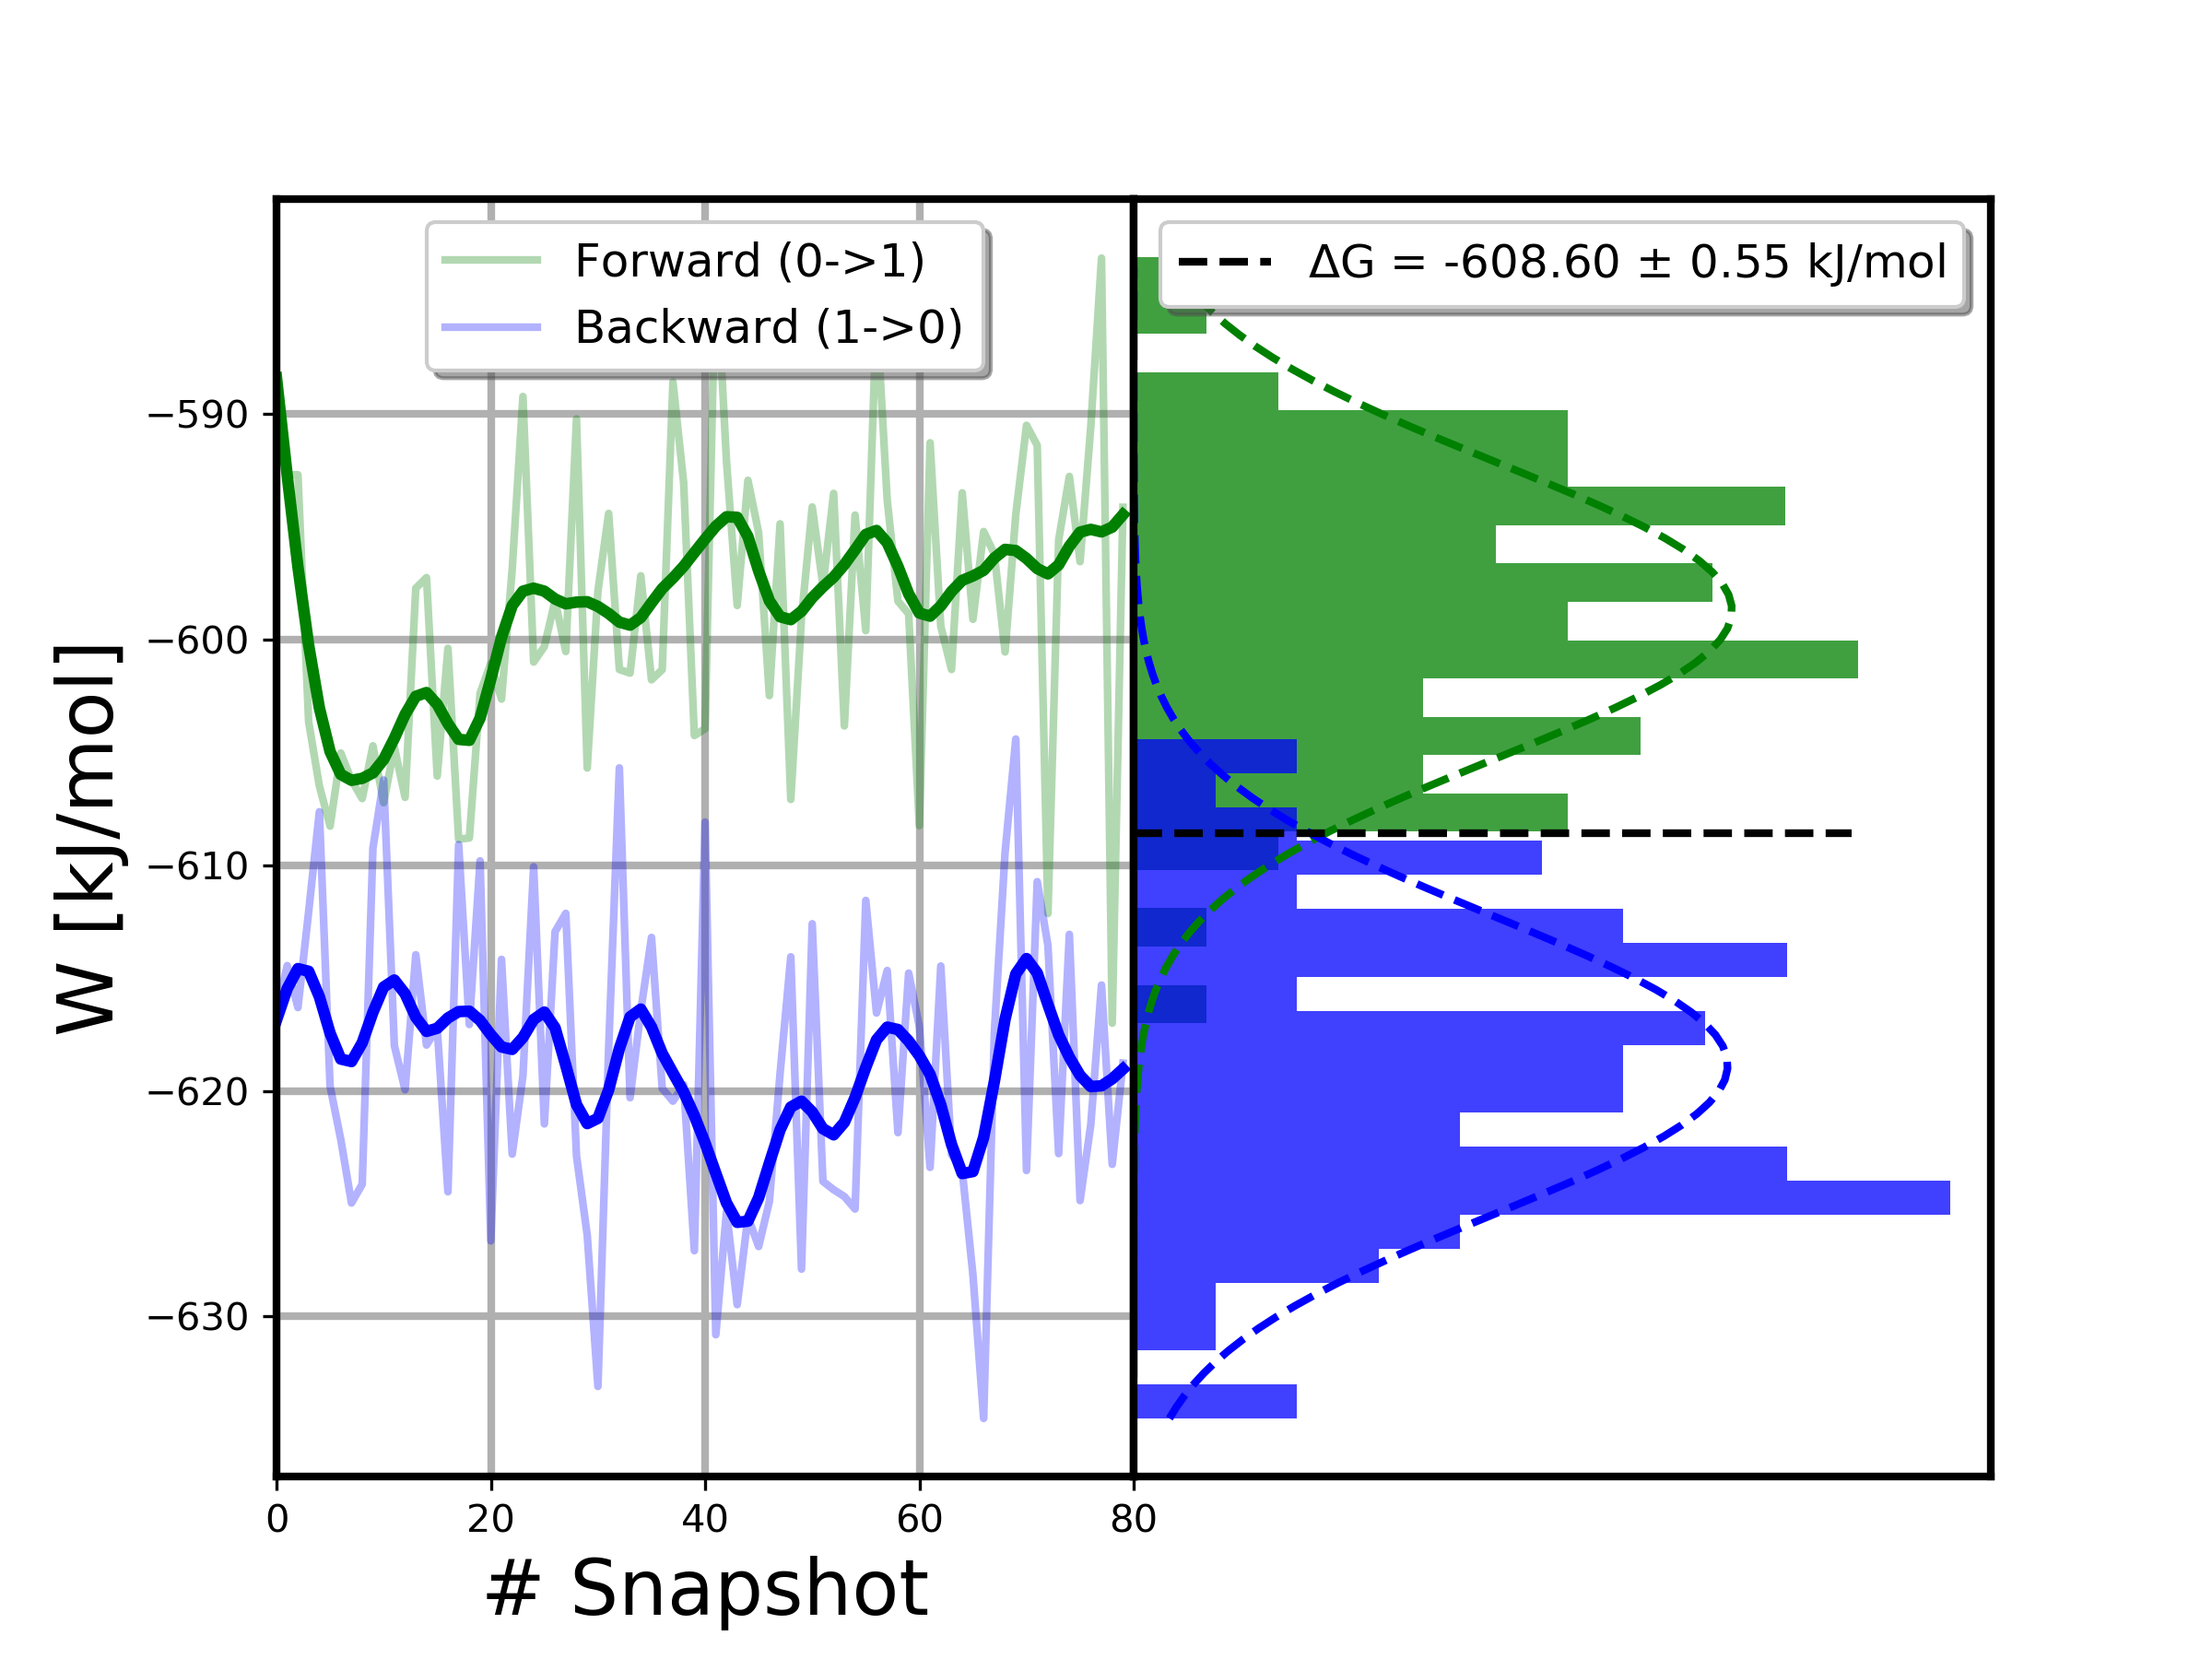 Forward (0->1)
Backward (1->0)
ΔG = -608.60 ± 0.55 kJ/mol
W [kJ/mol]
−590
−600
−610
−620
−630
0 20 40 60 80
# Snapshot